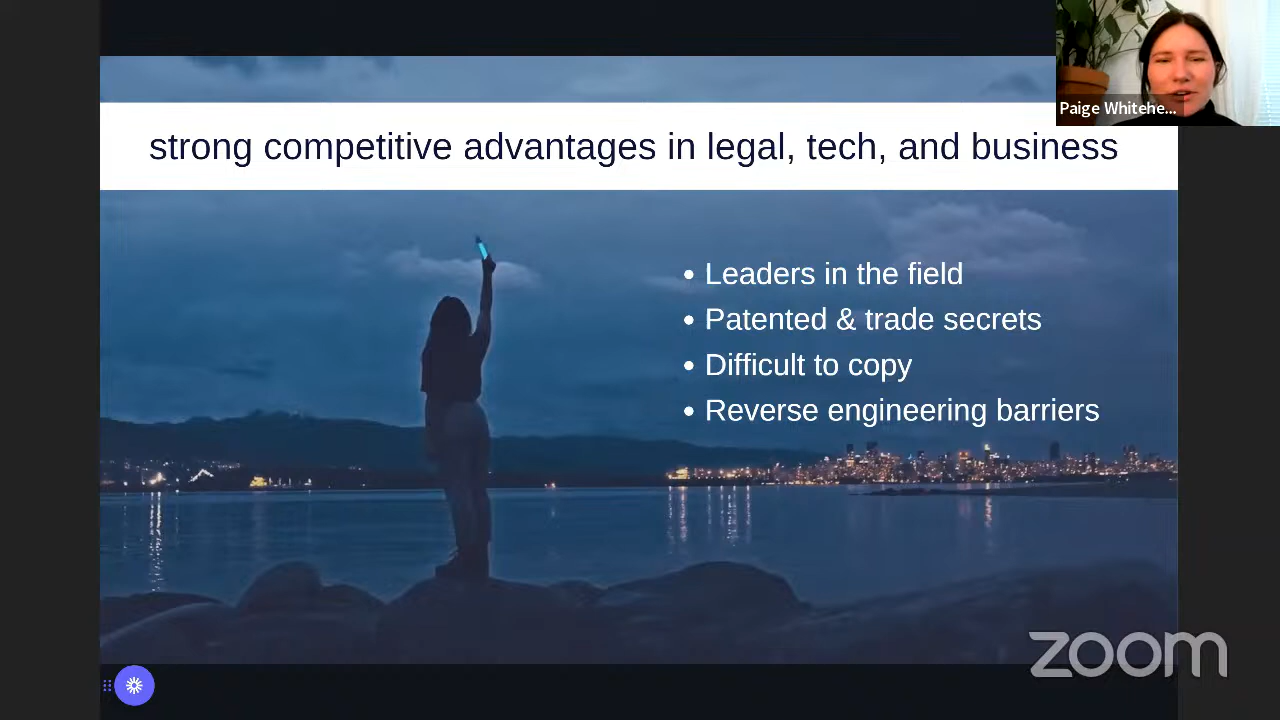 Paige Whitehe...
strong competitive advantages in legal, tech, and business
• Leaders in the field
• Patented & trade secrets
• Difficult to copy
• Reverse engineering barriers
zoom